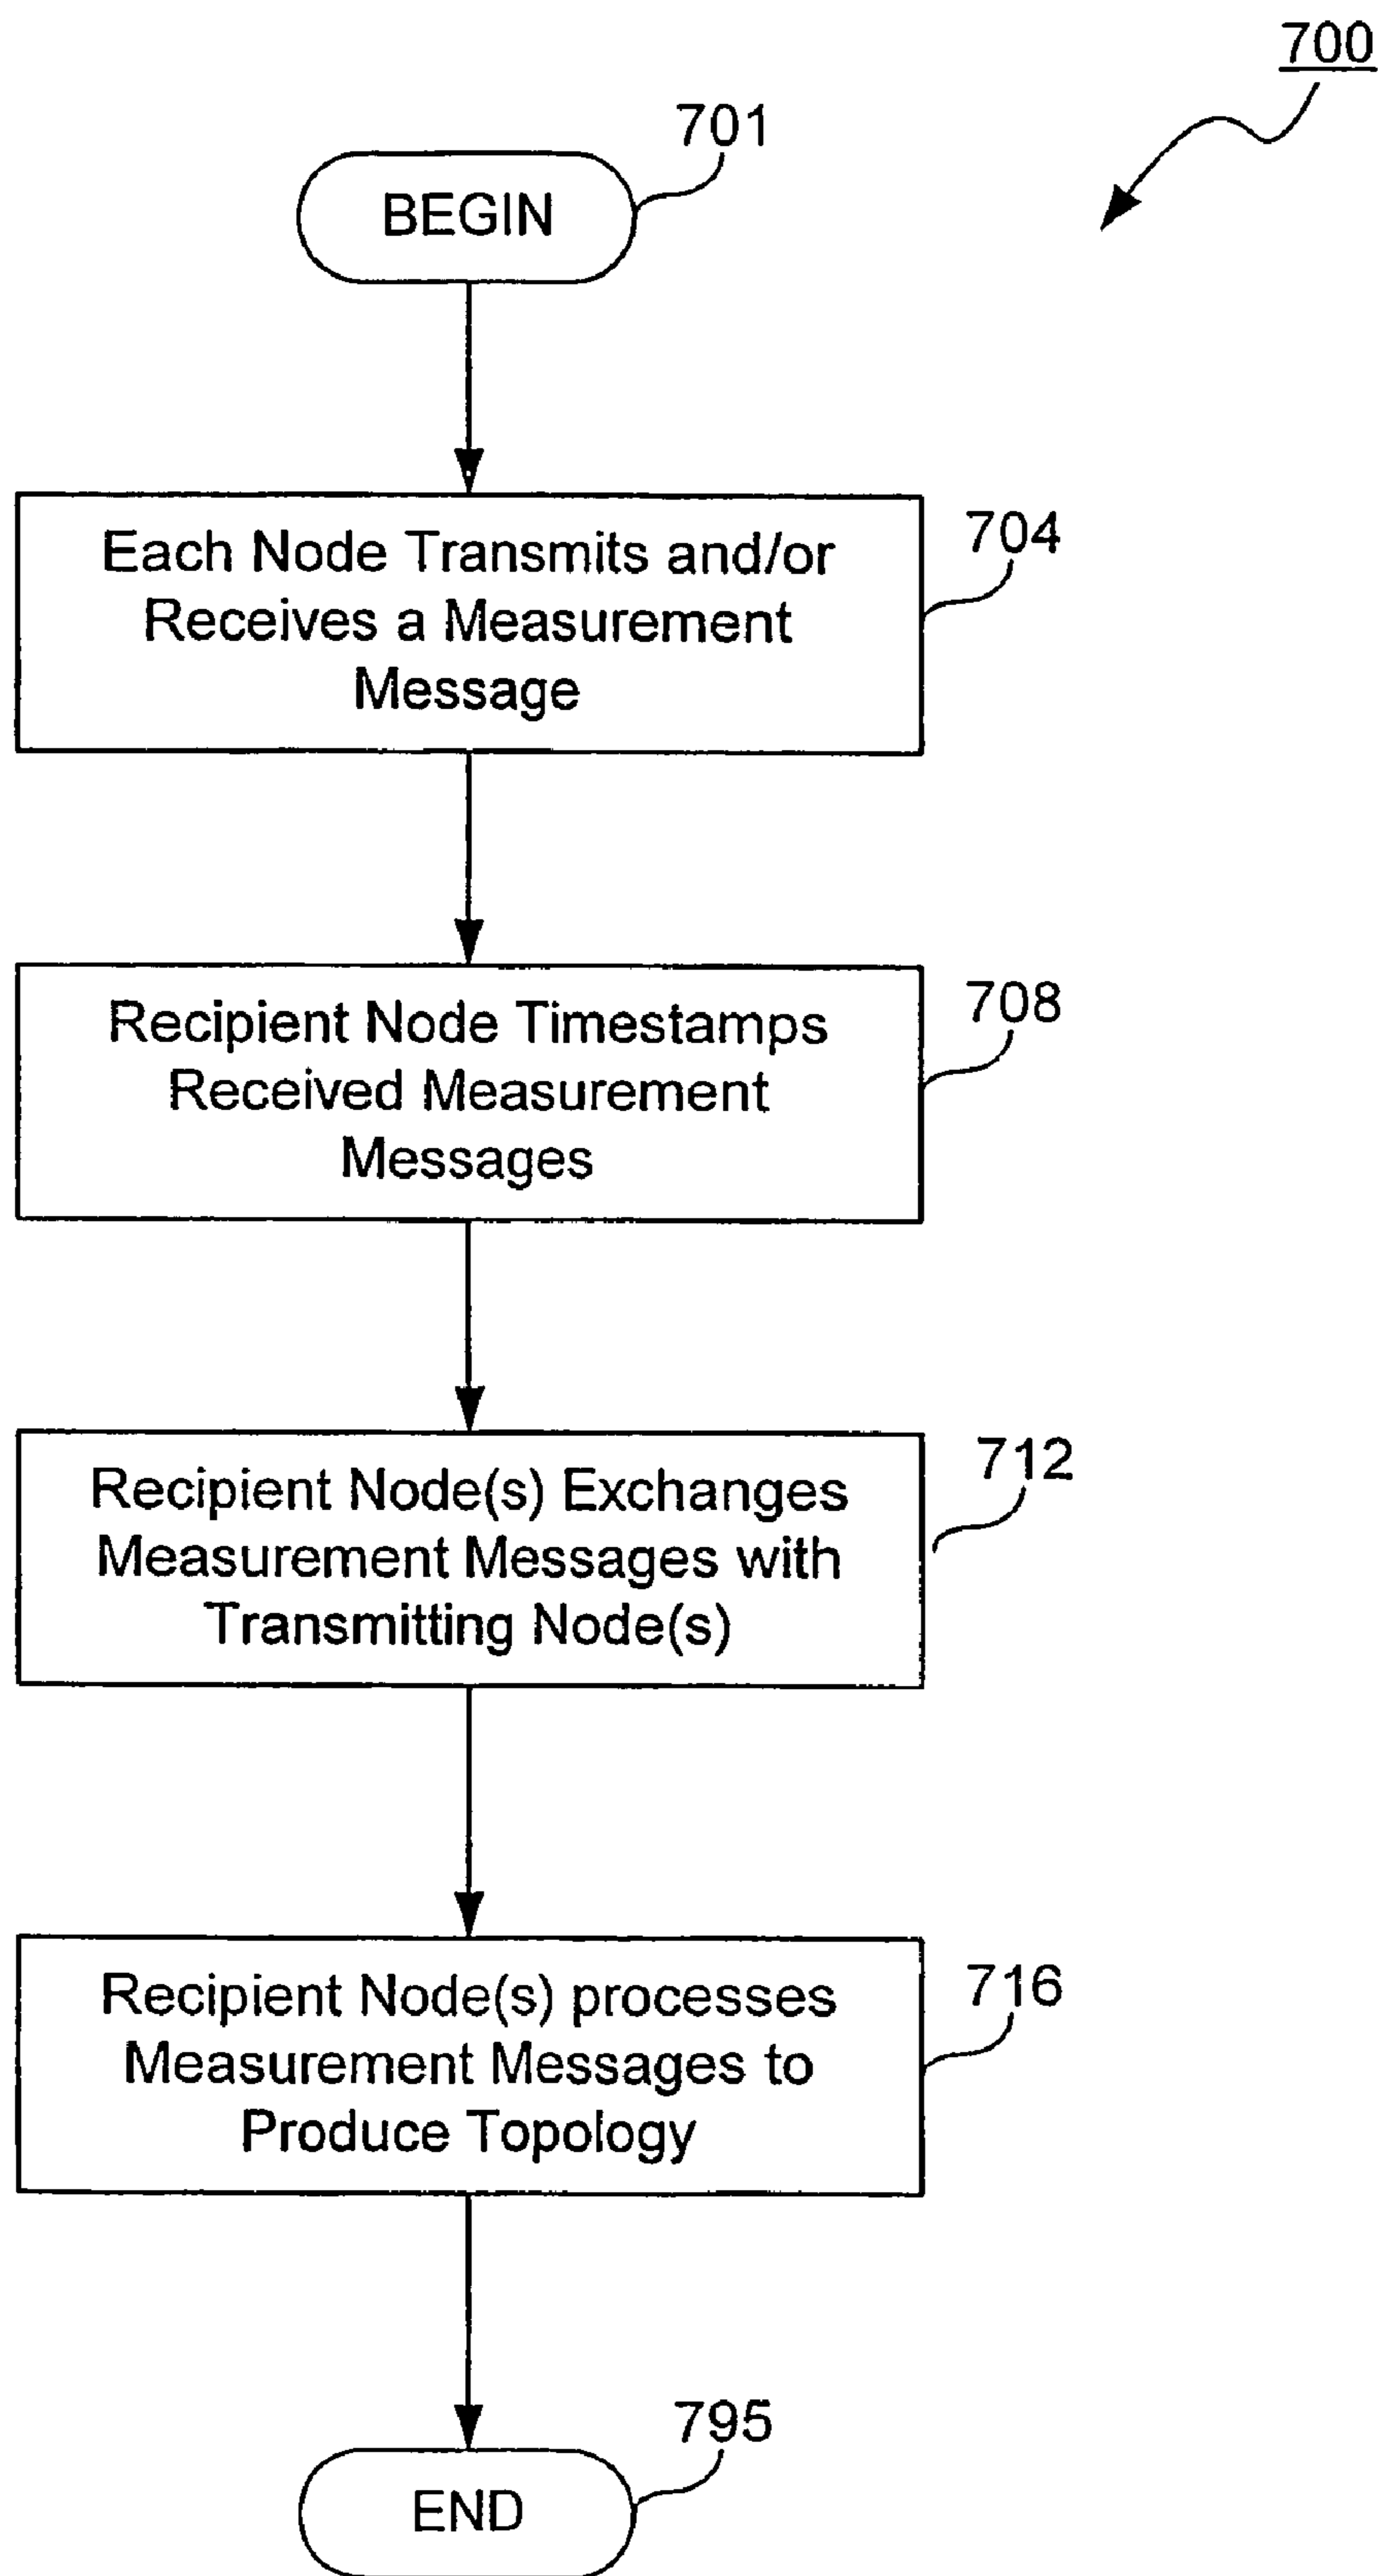 700
701
BEGIN
704
Each Node Transmits and/or
Receives a Measurement
Message
708
Recipient Node Timestamps
Received Measurement
Messages
712
Recipient Node(s) Exchanges
Measurement Messages with
Transmitting Node(s)
716
Recipient Node(s) processes
Measurement Messages to
Produce Topology
795
END